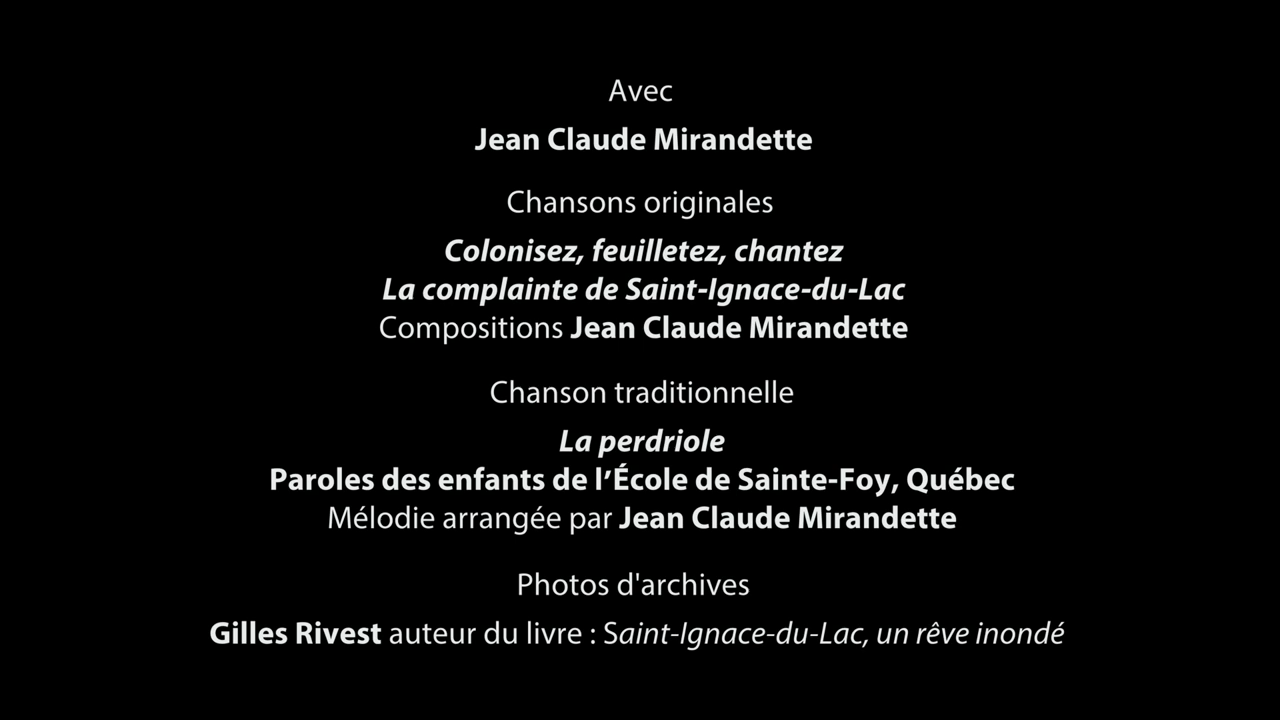 Avec
Jean Claude Mirandette
Chansons originales
Colonisez, feuilletez, chantez
La complainte de Saint-Ignace-du-Lac
Compositions Jean Claude Mirandette
Chanson traditionnelle
La perdriole
Paroles des enfants de l’École de Sainte-Foy, Québec
Mélodie arrangée par Jean Claude Mirandette
Photos d'archives
Gilles Rivest auteur du livre : Saint-Ignace-du-Lac, un rêve inondé